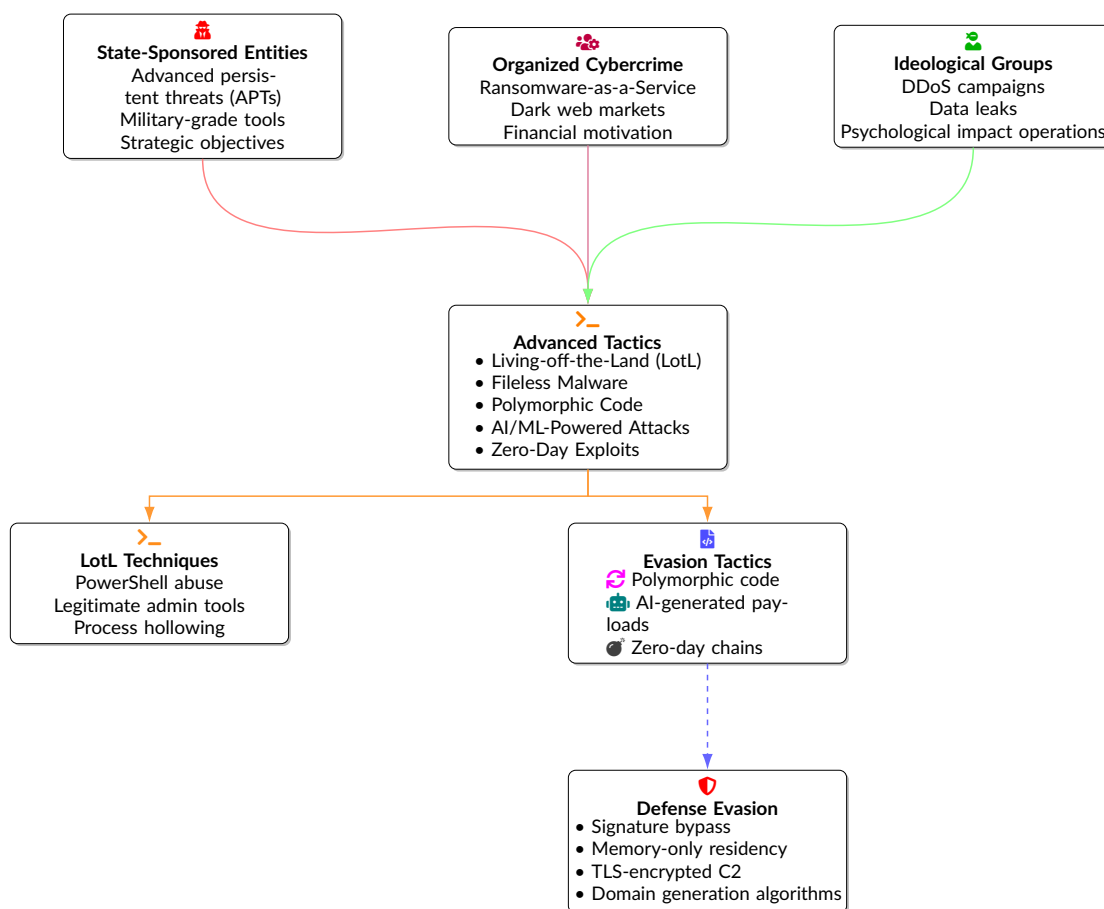 State-Sponsored Entities
Advanced persis-
tent threats (APTs)
Military-grade tools
Strategic objectives
Organized Cybercrime
Ransomware-as-a-Service
Dark web markets
Financial motivation
Ideological Groups
DDoS campaigns
Data leaks
Psychological impact operations
Advanced Tactics
• Living-off-the-Land (LotL)
• Fileless Malware
• Polymorphic Code
• AI/ML-Powered Attacks
• Zero-Day Exploits
LotL Techniques
PowerShell abuse
Legitimate admin tools
Process hollowing
Evasion Tactics
Polymorphic code
AI-generated pay-
loads
Zero-day chains
Defense Evasion
• Signature bypass
• Memory-only residency
• TLS-encrypted C2
• Domain generation algorithms